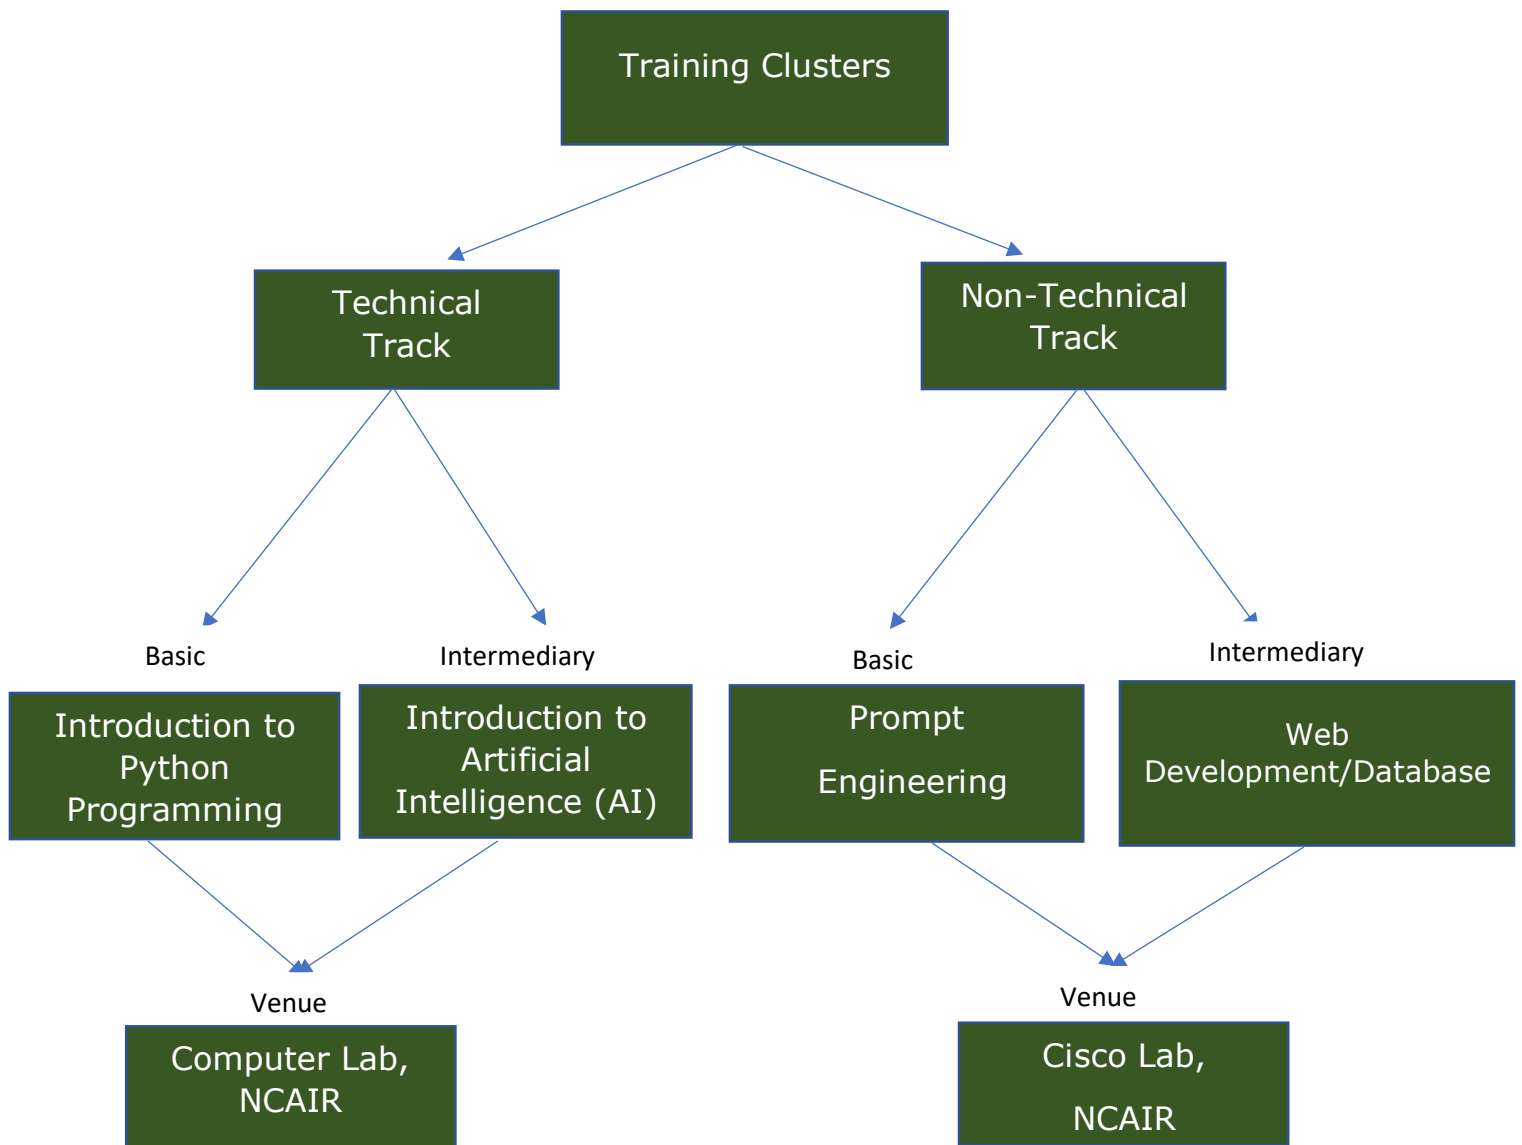 Training Clusters
Technical
Track
Non-Technical
Track
Basic
Intermediary
Basic
Intermediary
Introduction to
Python
Programming
Introduction to
Artificial
Intelligence (AI)
Prompt
Engineering
Web
Development/Database
Venue
Venue
Computer Lab,
NCAIR
Cisco Lab,
NCAIR